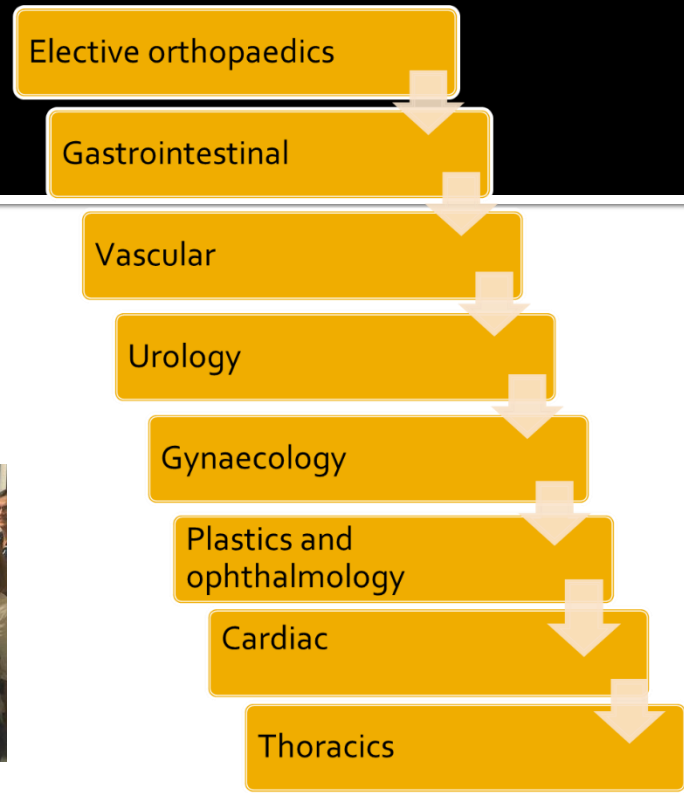 Elective orthopaedics
Gastrointestinal
Vascular
Urology
Gynaecology
Plastics and
ophthalmology
Cardiac
Thoracics